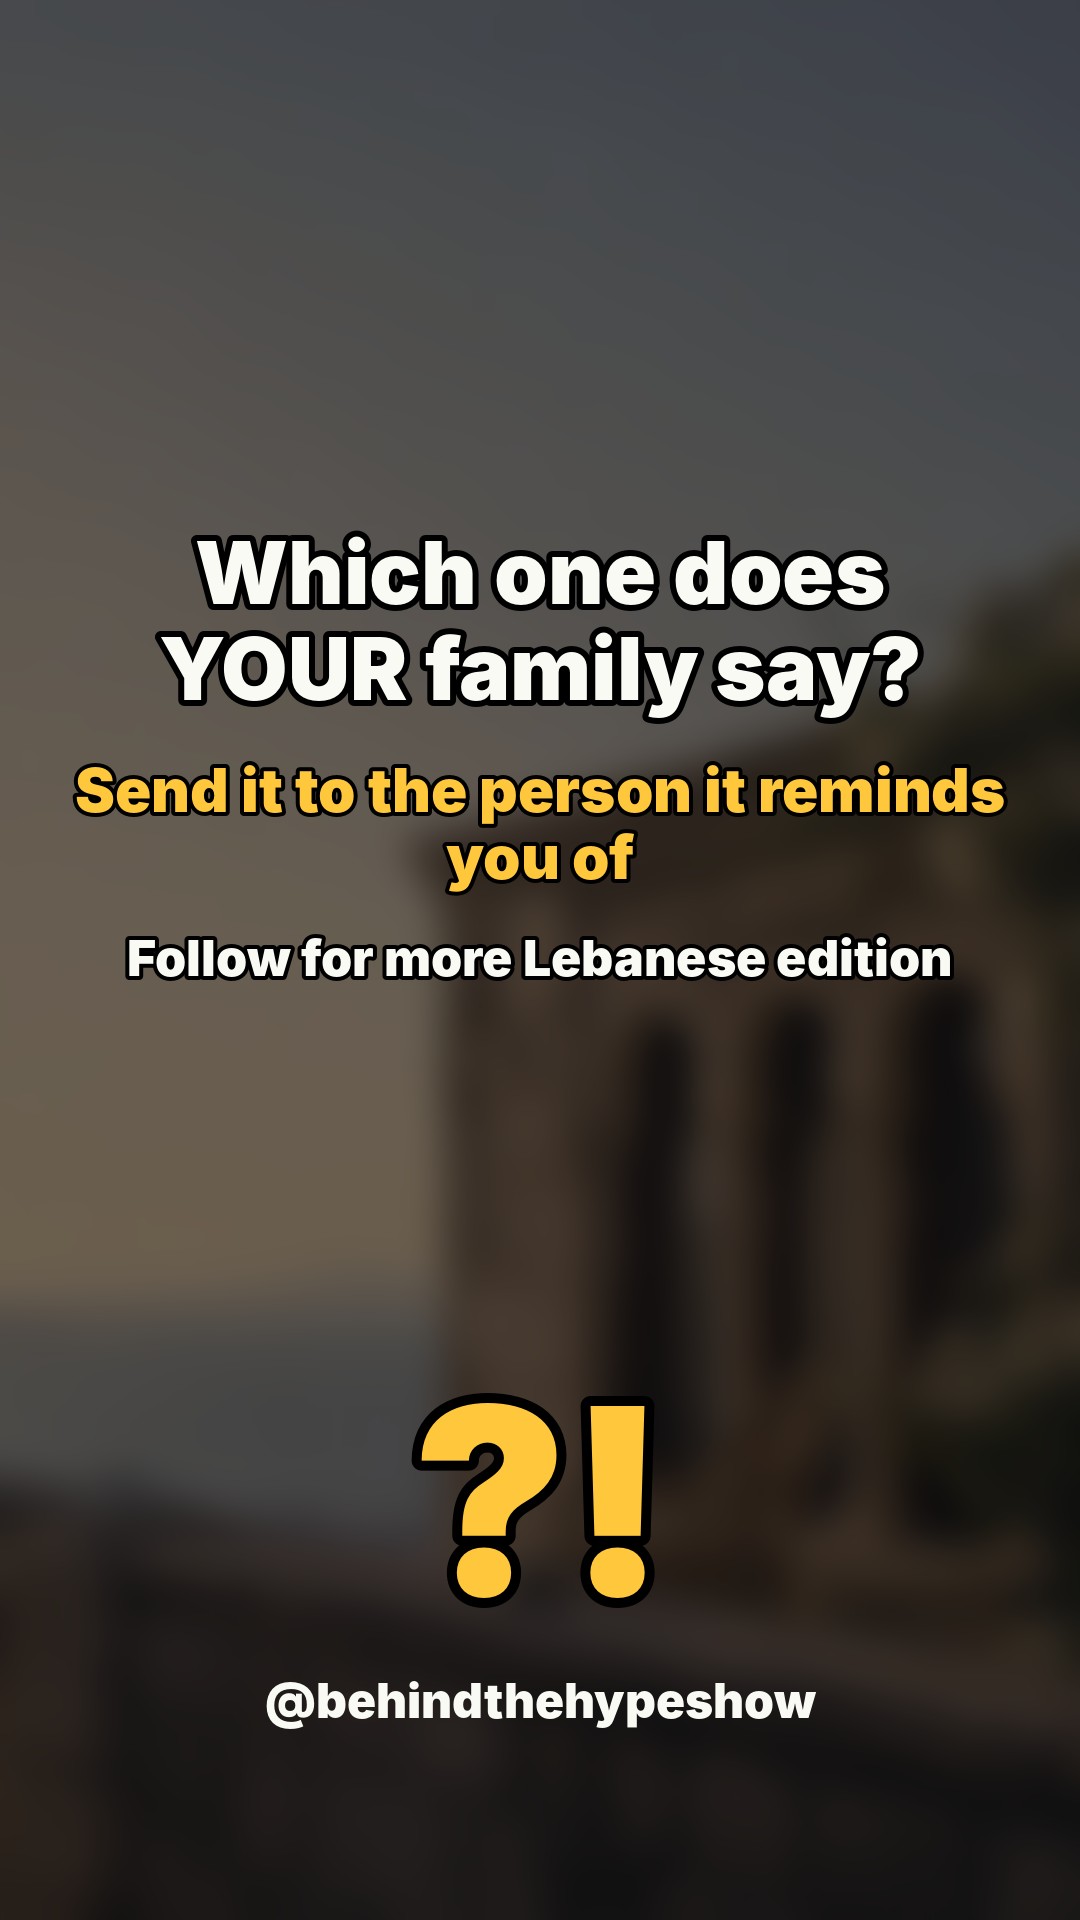 Which one does
YOUR family say?
Send it to the person it reminds
you of
Follow for more Lebanese edition
?!
@behindthehypeshow